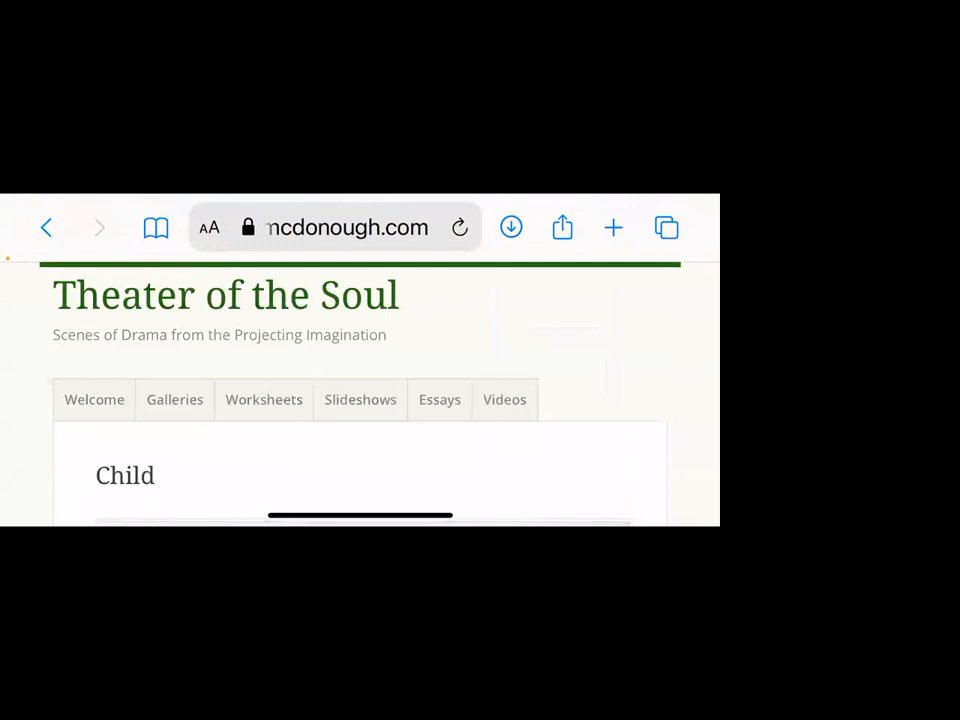 AA mcdonough.com
Theater of the Soul
Scenes of Drama from the Projecting Imagination
Welcome Galleries Worksheets Slideshows Essays Videos
Child